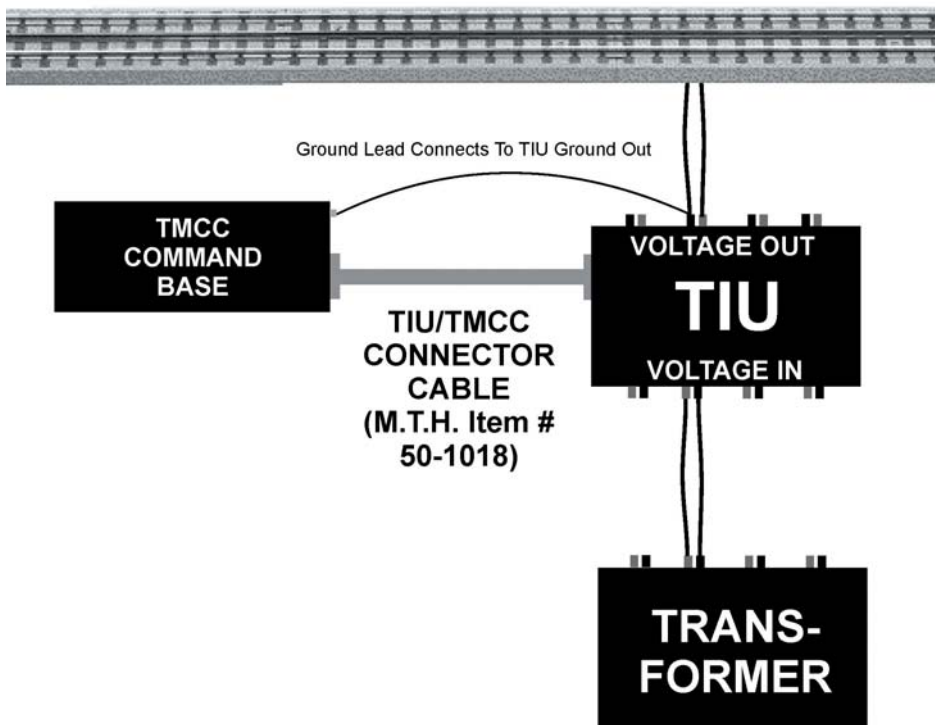 Ground Lead Connects To TIU Ground Out
TMCC
COMMAND
BASE
VOLTAGE OUT
TIU
VOLTAGE IN
TIU/TMCC
CONNECTOR
CABLE
(M.T.H. Item #
50-1018)
TRANS-
FORMER